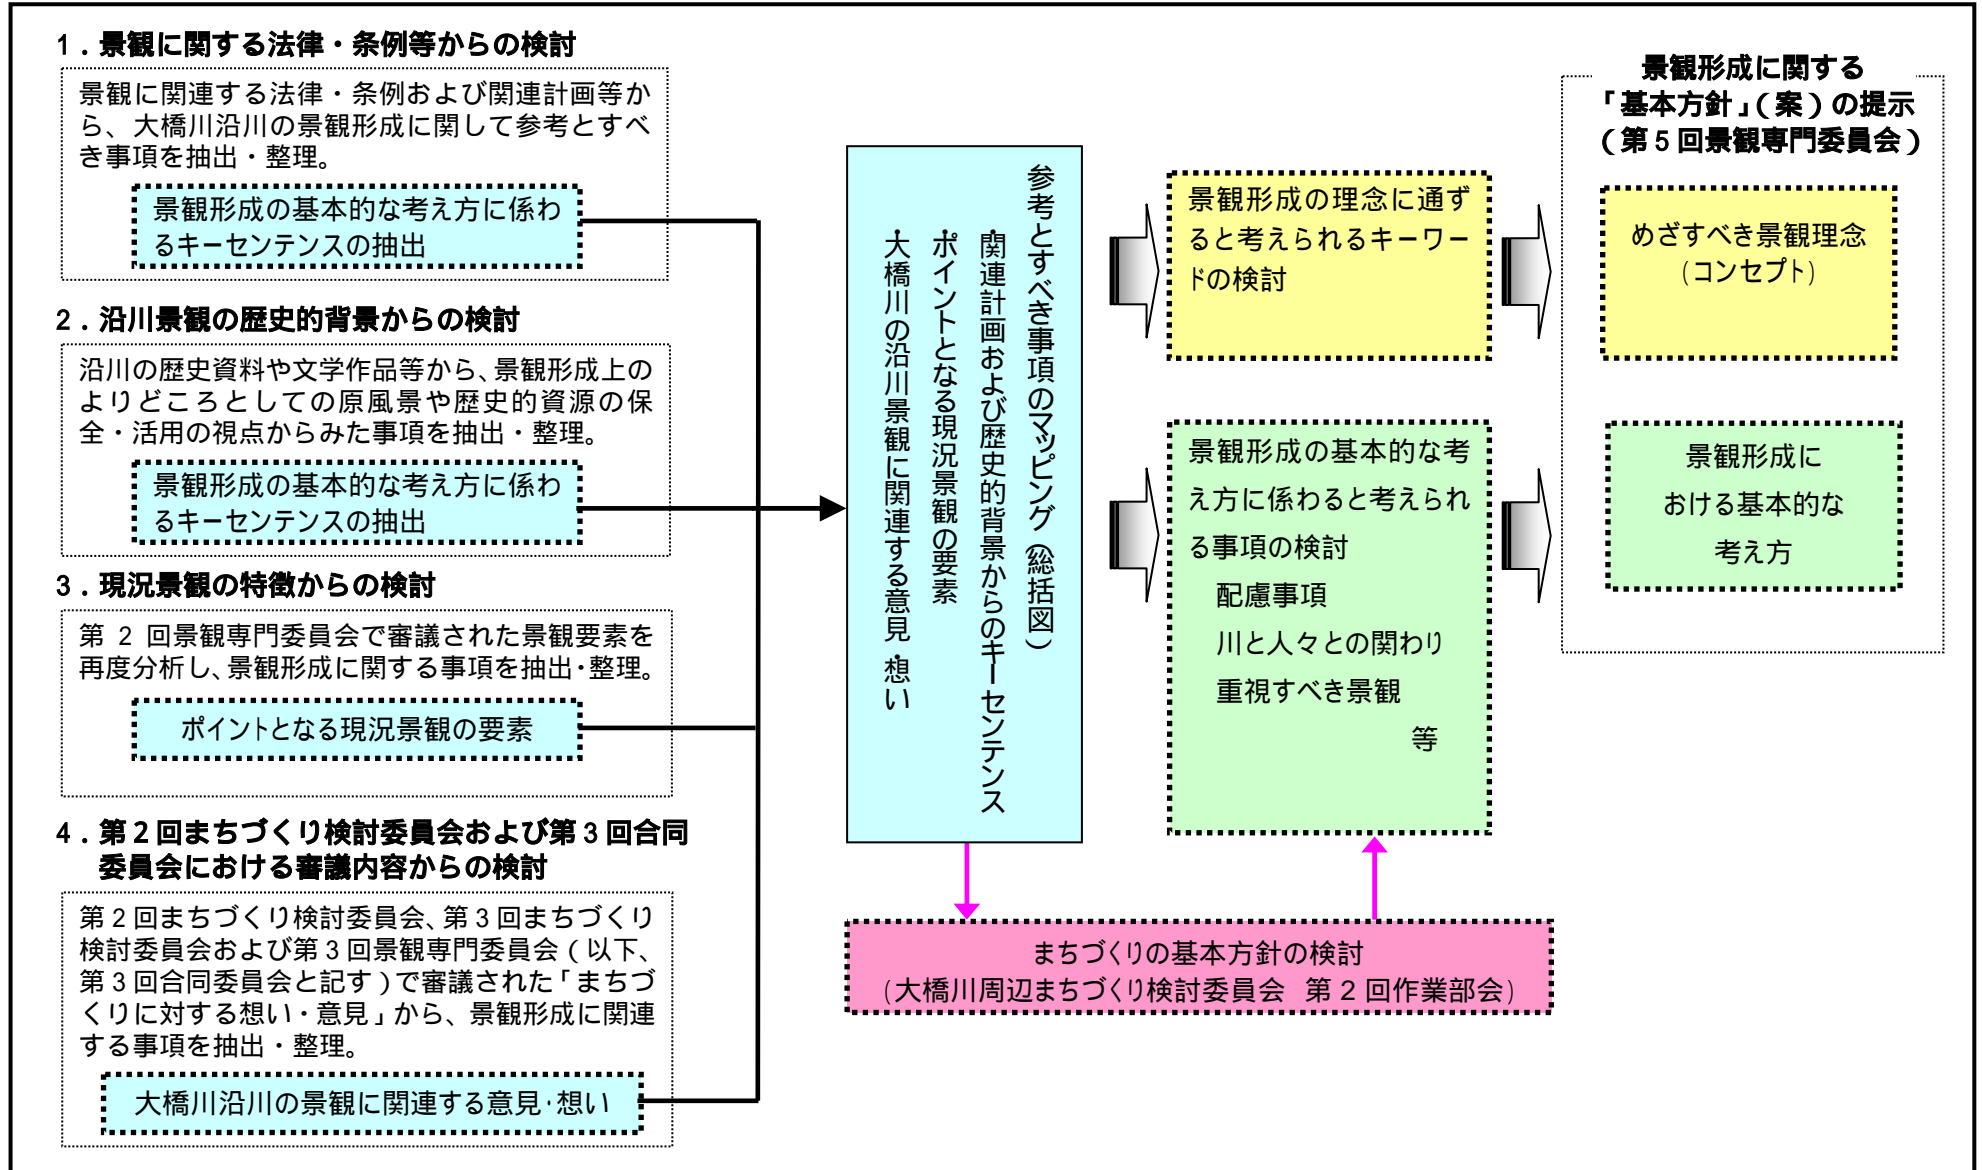 1．景観に関する法律・条例等からの検討
景観に関連する法律・条例および関連計画等か
ら、大橋川沿川の景観形成に関して参考とすべ
き事項を抽出・整理。
景観形成の基本的な考え方に係わ
るキーセンテンスの抽出
2．沿川景観の歴史的背景からの検討
沿川の歴史資料や文学作品等から、景観形成上の
よりどころとしての原風景や歴史的資源の保
全・活用の視点からみた事項を抽出・整理。
景観形成の基本的な考え方に係わ
るキーセンテンスの抽出
3．現況景観の特徴からの検討
第 2 回景観専門委員会で審議された景観要素を
再度分析し、景観形成に関する事項を抽出・整理。
ポイントとなる現況景観の要素
4．第2回まちづくり検討委員会および第3回合同
委員会における審議内容からの検討
第2回まちづくり検討委員会、第3回まちづくり
検討委員会および第3回景観専門委員会（以下、
第3回合同委員会と記す）で審議された「まちづ
くりに対する想い・意見」から、景観形成に関連
する事項を抽出・整理。
大橋川沿川の景観に関連する意見・想い
参考とすべき事項のマッピング（総括図）
・関連計画および歴史的背景からのキーセンテンス
・ポイントとなる現況景観の要素
・大橋川の沿川景観に関連する意見・想い
景観形成の理念に通ず
ると考えられるキーワー
ドの検討
景観形成の基本的な考
え方に係わると考えられ
る事項の検討
配慮事項
川と人々との関わり
重視すべき景観
等
まちづくりの基本方針の検討
(大橋川周辺まちづくり検討委員会 第2回作業部会)
景観形成に関する
「基本方針」（案）の提示
（第5回景観専門委員会）
めざすべき景観理念
(コンセプト)
景観形成に
おける基本的な
考え方